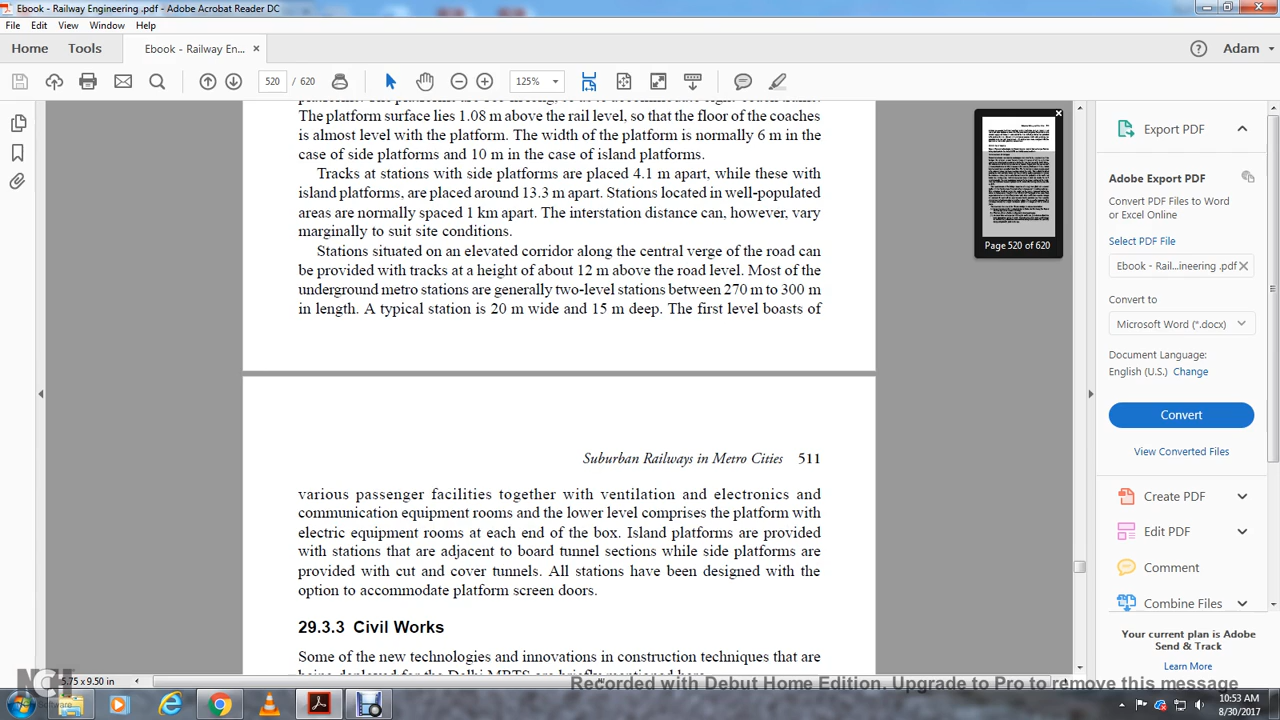 Ebook - Railway Engineering .pdf - Adobe Acrobat Reader DC
File Edit View Window Help
Home Tools Ebook - Railway En... × Adam
520 / 620 125%
The platform surface lies 1.08 m above the rail level, so that the floor of the coaches
is almost level with the platform. The width of the platform is normally 6 m in the
case of side platforms and 10 m in the case of island platforms.
Tracks at stations with side platforms are placed 4.1 m apart, while these with
island platforms, are placed around 13.3 m apart. Stations located in well-populated
areas are normally spaced 1 km apart. The interstation distance can, however, vary
marginally to suit site conditions.
Stations situated on an elevated corridor along the central verge of the road can
be provided with tracks at a height of about 12 m above the road level. Most of the
underground metro stations are generally two-level stations between 270 m to 300 m
in length. A typical station is 20 m wide and 15 m deep. The first level boasts of
Suburban Railways in Metro Cities 511
various passenger facilities together with ventilation and electronics and
communication equipment rooms and the lower level comprises the platform with
electric equipment rooms at each end of the box. Island platforms are provided
with stations that are adjacent to board tunnel sections while side platforms are
provided with cut and cover tunnels. All stations have been designed with the
option to accommodate platform screen doors.
29.3.3 Civil Works
Some of the new technologies and innovations in construction techniques that are
being deployed for the Delhi MRTS are briefly mentioned here.
Page 520 of 620
Export PDF
Adobe Export PDF
Convert PDF Files to Word
or Excel Online
Select PDF File
Ebook - Rail...ineering .pdf
Convert to
Microsoft Word (*.docx)
Document Language:
English (U.S.) Change
Convert
View Converted Files
Create PDF
Edit PDF
Comment
Combine Files
Your current plan is Adobe
Send & Track
Learn More
5.75 x 9.50 in
NCH
Software
Recorded with Debut Home Edition. Upgrade to Pro to remove this message
10:53 AM
8/30/2017